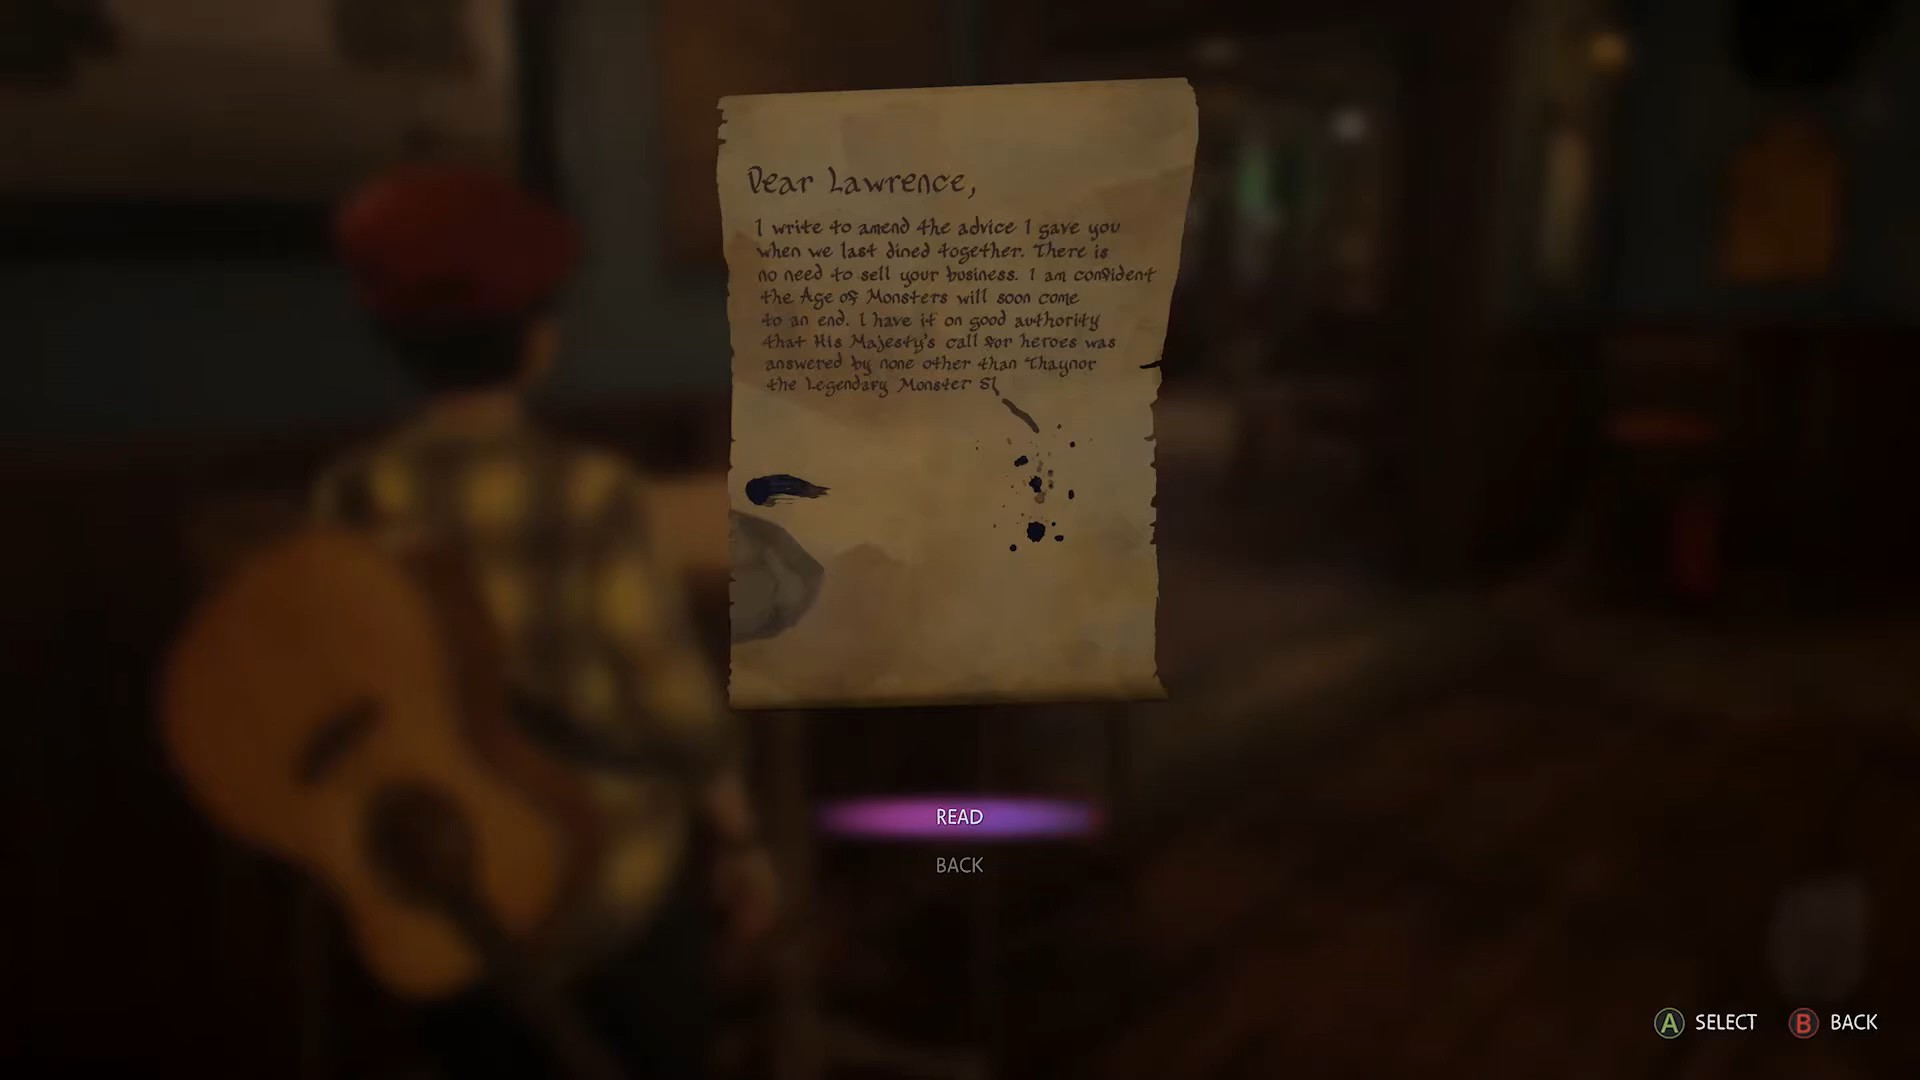 Dear Lawrence,
I write to amend the advice I gave you
when we last dined together. There is
no need to sell your business. I am confident
the Age of Monsters will soon come
to an end. I have it on good authority
that His Majesty's call for heroes was
answered by none other than Thaynor
the Legendary Monster Sl
READ
BACK
A SELECT B BACK